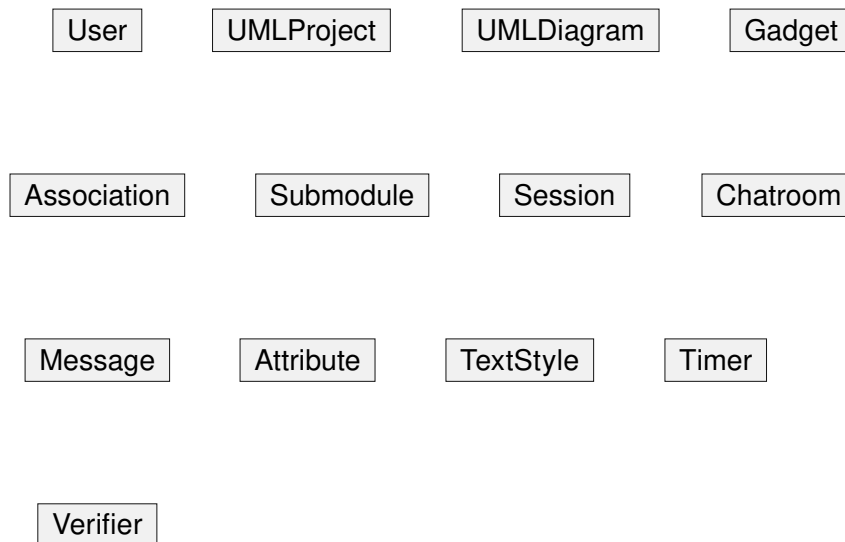 User UMLProject UMLDiagram Gadget
Association Submodule Session Chatroom
Message Attribute TextStyle Timer
Verifier